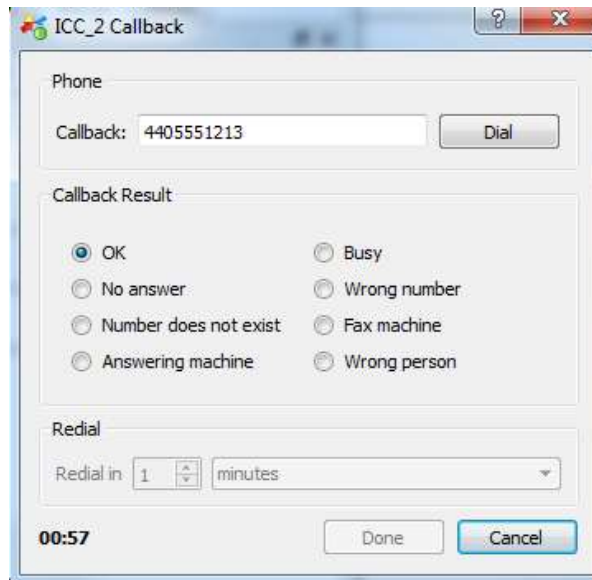 ICC_2 Callback
?
Phone
Callback: 4405551213 Dial
Callback Result
OK Busy
No answer Wrong number
Number does not exist Fax machine
Answering machine Wrong person
Redial
Redial in 1 minutes
00:57 Done Cancel